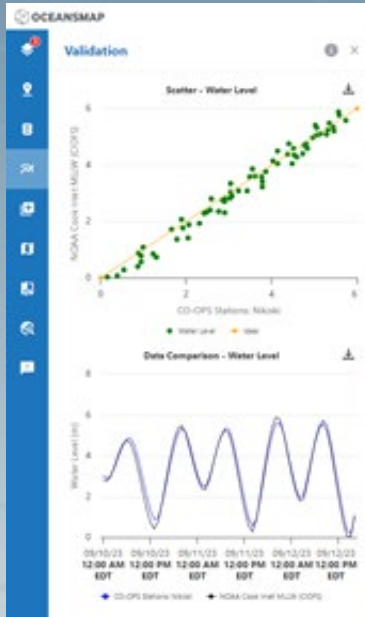 OCEANSMAP
Validation
Scatter - Water Level
NOAA Cook Inlet MLLW (CIOFS)
6
4
2
0
0 2 4 6
CO-OPS Stations: Nikiski
Water Level Ideal
Data Comparison - Water Level
Water Level (m)
8
6
4
2
0
09/10/23 09/10/23 09/11/23 09/11/23 09/12/23 09/12/23
12:00 AM 12:00 PM 12:00 AM 12:00 PM 12:00 AM 12:00 PM
EDT EDT EDT EDT EDT EDT
CO-OPS Stations: Nikiski NOAA Cook Inlet MLLW (CIOFS)